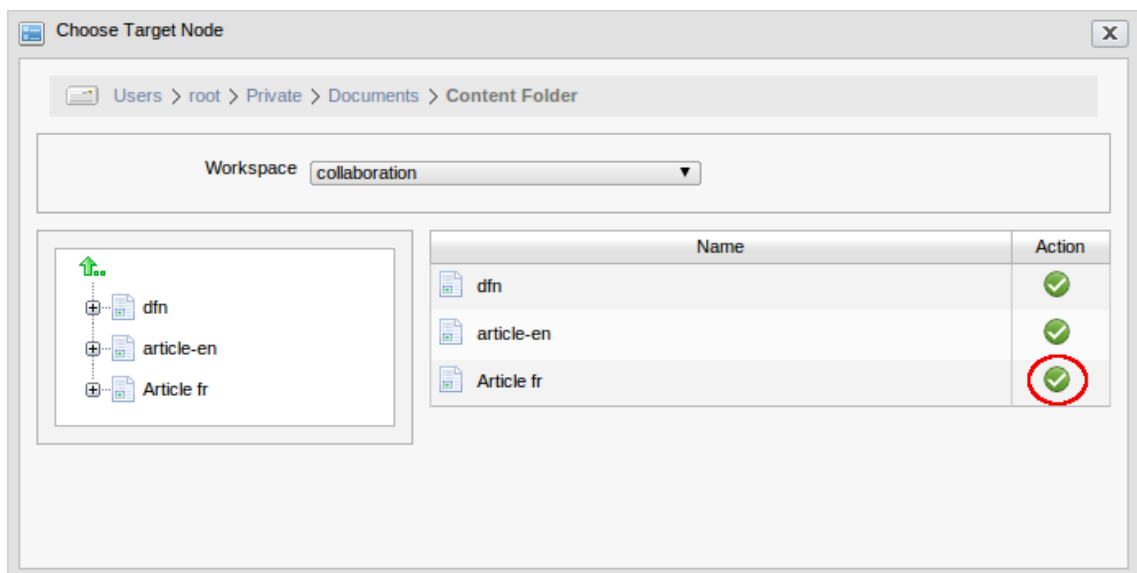 Choose Target Node
X
Users > root > Private > Documents > Content Folder
Workspace collaboration
Name Action
dfn
article-en
Article fr
dfn
article-en
Article fr